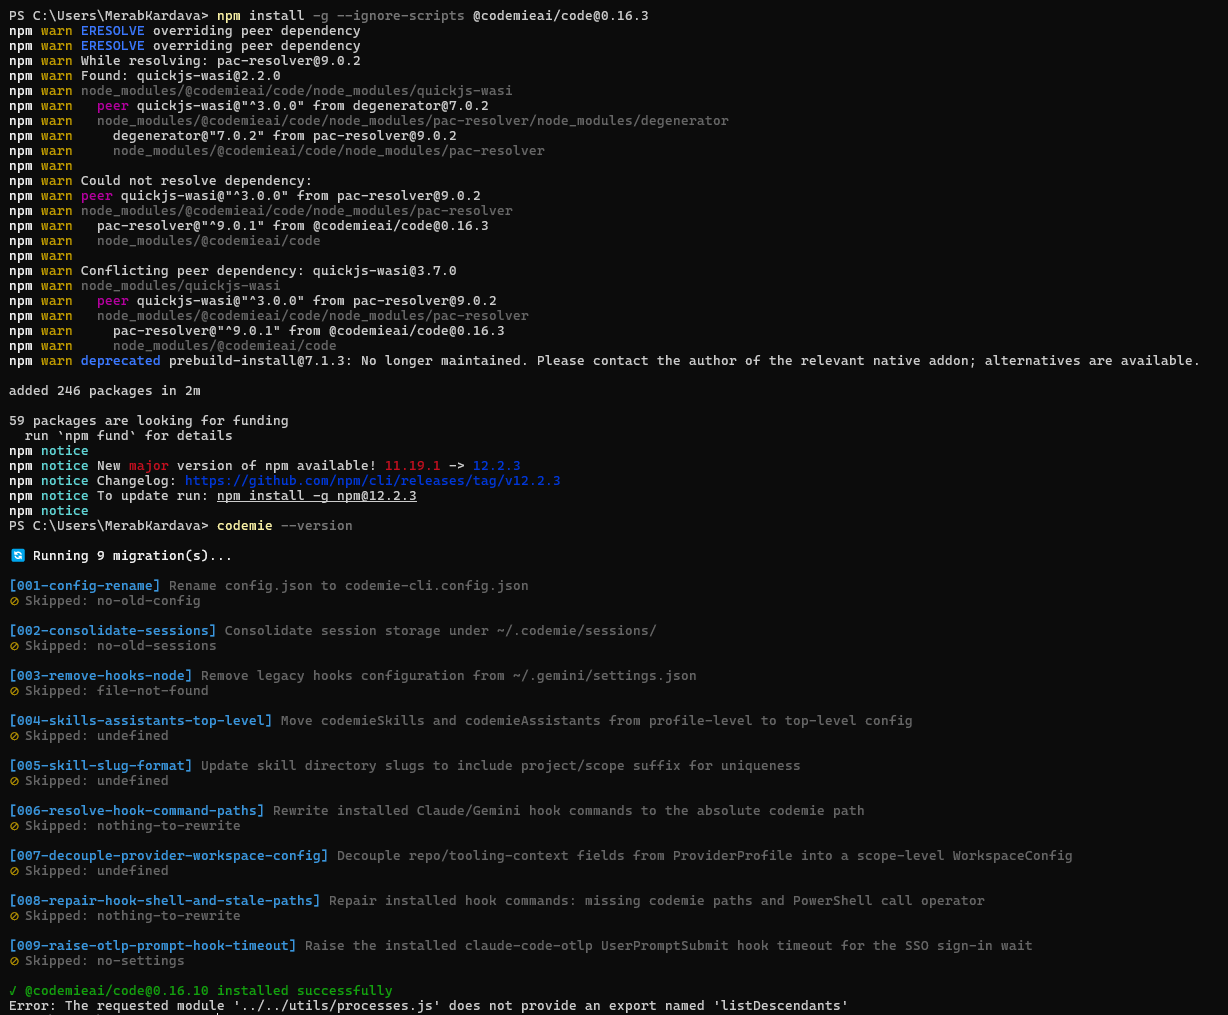 PS C:\Users\MerabKardava> npm install -g --ignore-scripts @codemieai/code@0.16.3
npm warn ERESOLVE overriding peer dependency
npm warn ERESOLVE overriding peer dependency
npm warn While resolving: pac-resolver@9.0.2
npm warn Found: quickjs-wasi@2.2.0
npm warn node_modules/@codemieai/code/node_modules/quickjs-wasi
npm warn   peer quickjs-wasi@"^3.0.0" from degenerator@7.0.2
npm warn   node_modules/@codemieai/code/node_modules/pac-resolver/node_modules/degenerator
npm warn     degenerator@"7.0.2" from pac-resolver@9.0.2
npm warn     node_modules/@codemieai/code/node_modules/pac-resolver
npm warn
npm warn Could not resolve dependency:
npm warn peer quickjs-wasi@"^3.0.0" from pac-resolver@9.0.2
npm warn node_modules/@codemieai/code/node_modules/pac-resolver
npm warn   pac-resolver@"^9.0.1" from @codemieai/code@0.16.3
npm warn   node_modules/@codemieai/code
npm warn
npm warn Conflicting peer dependency: quickjs-wasi@3.7.0
npm warn node_modules/quickjs-wasi
npm warn   peer quickjs-wasi@"^3.0.0" from pac-resolver@9.0.2
npm warn   node_modules/@codemieai/code/node_modules/pac-resolver
npm warn     pac-resolver@"^9.0.1" from @codemieai/code@0.16.3
npm warn     node_modules/@codemieai/code
npm warn deprecated prebuild-install@7.1.3: No longer maintained. Please contact the author of the relevant native addon; alternatives are available.
added 246 packages in 2m
59 packages are looking for funding
  run `npm fund` for details
npm notice
npm notice New major version of npm available! 11.19.1 -> 12.2.3
npm notice Changelog: https://github.com/npm/cli/releases/tag/v12.2.3
npm notice To update run: npm install -g npm@12.2.3
npm notice
PS C:\Users\MerabKardava> codemie --version
🔄 Running 9 migration(s)...
[001-config-rename] Rename config.json to codemie-cli.config.json
⊘ Skipped: no-old-config
[002-consolidate-sessions] Consolidate session storage under ~/.codemie/sessions/
⊘ Skipped: no-old-sessions
[003-remove-hooks-node] Remove legacy hooks configuration from ~/.gemini/settings.json
⊘ Skipped: file-not-found
[004-skills-assistants-top-level] Move codemieSkills and codemieAssistants from profile-level to top-level config
⊘ Skipped: undefined
[005-skill-slug-format] Update skill directory slugs to include project/scope suffix for uniqueness
⊘ Skipped: undefined
[006-resolve-hook-command-paths] Rewrite installed Claude/Gemini hook commands to the absolute codemie path
⊘ Skipped: nothing-to-rewrite
[007-decouple-provider-workspace-config] Decouple repo/tooling-context fields from ProviderProfile into a scope-level WorkspaceConfig
⊘ Skipped: undefined
[008-repair-hook-shell-and-stale-paths] Repair installed hook commands: missing codemie paths and PowerShell call operator
⊘ Skipped: nothing-to-rewrite
[009-raise-otlp-prompt-hook-timeout] Raise the installed claude-code-otlp UserPromptSubmit hook timeout for the SSO sign-in wait
⊘ Skipped: no-settings
√ @codemieai/code@0.16.10 installed successfully
Error: The requested module '../../utils/processes.js' does not provide an export named 'listDescendants'